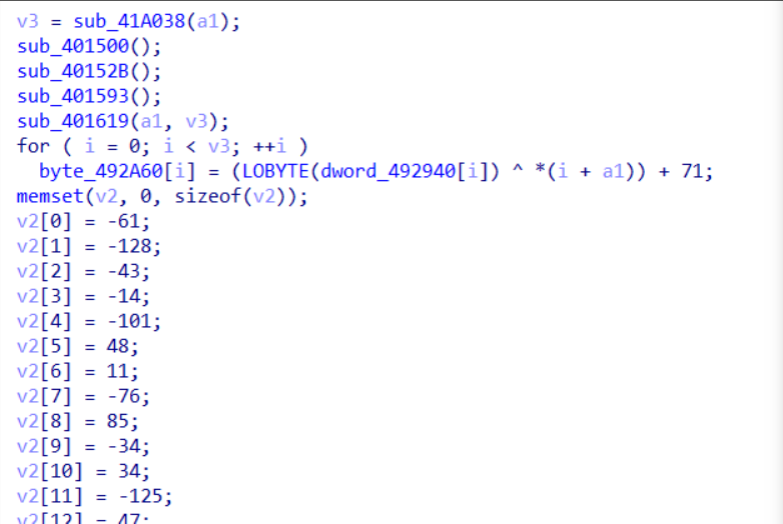 v3 = sub_41A038(a1);
sub_401500();
sub_40152B();
sub_401593();
sub_401619(a1, v3);
for ( i = 0; i < v3; ++i )
byte_492A60[i] = (LOBYTE(dword_492940[i]) ^ *(i + a1)) + 71;
memset(v2, 0, sizeof(v2));
v2[0] = -61;
v2[1] = -128;
v2[2] = -43;
v2[3] = -14;
v2[4] = -101;
v2[5] = 48;
v2[6] = 11;
v2[7] = -76;
v2[8] = 85;
v2[9] = -34;
v2[10] = 34;
v2[11] = -125;
v2[12] = 47;